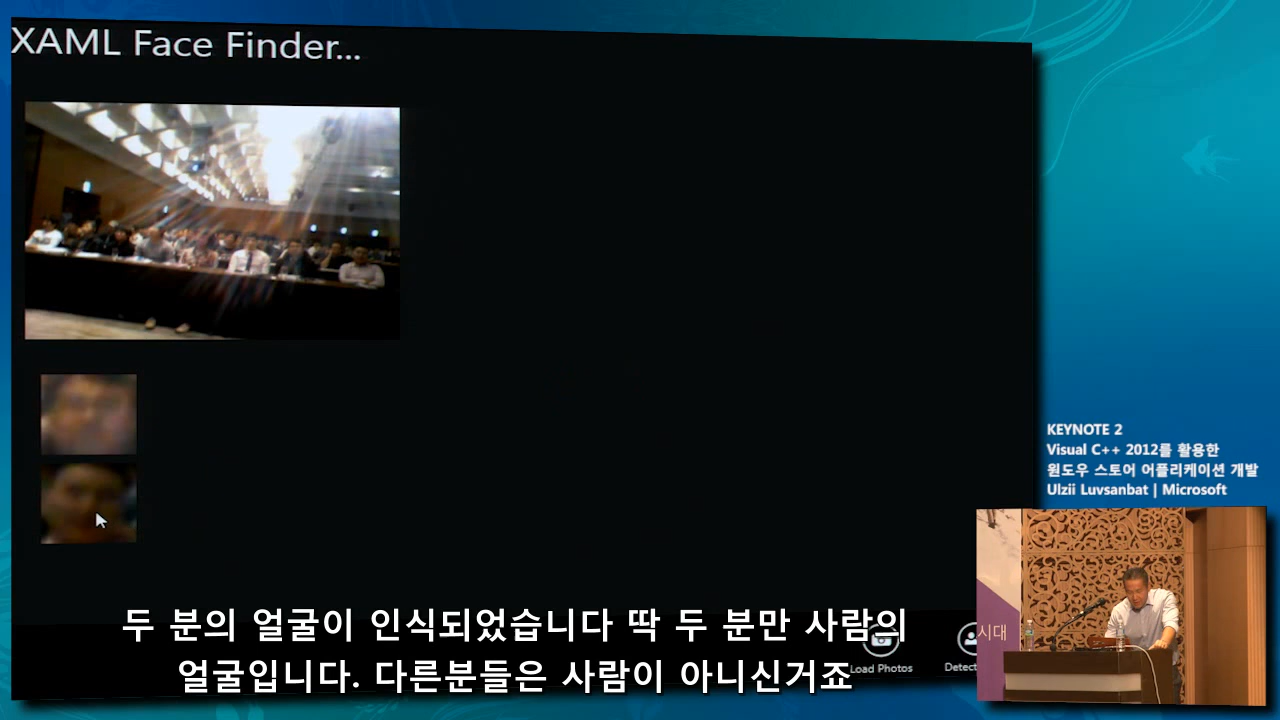 XAML Face Finder...
KEYNOTE 2
Visual C++ 2012를 활용한
윈도우 스토어 어플리케이션 개발
Ulzii Luvsanbat | Microsoft
시대
두 분의 얼굴이 인식되었습니다 딱 두 분만 사람의
얼굴입니다. 다른분들은 사람이 아니신거죠
Load Photos
Detect